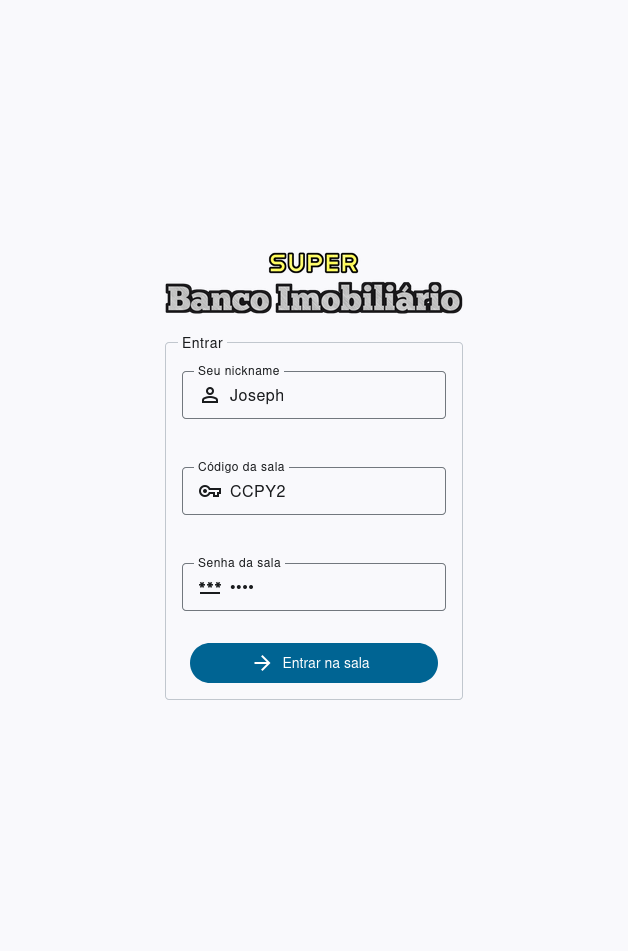 SUPER
Banco Imobiliário
Entrar
Seu nickname
Joseph
Código da sala
CCPY2
Senha da sala
***
••••
Entrar na sala